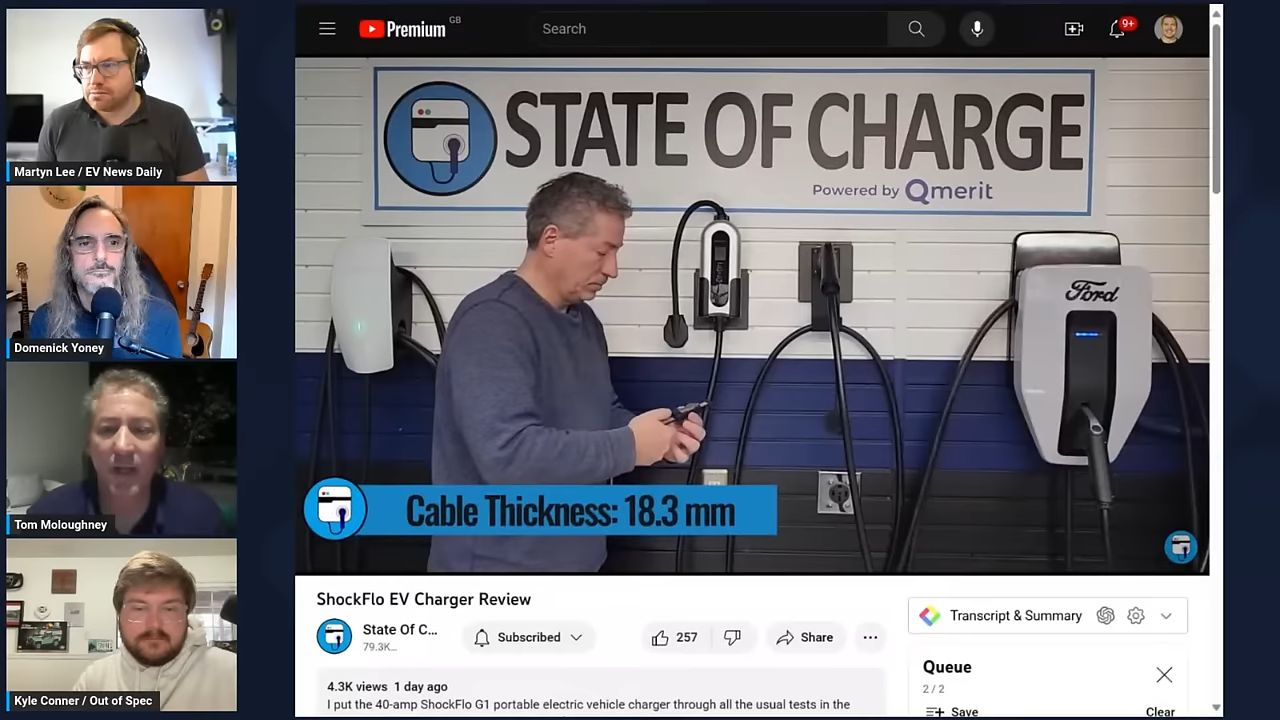 Martyn Lee / EV News Daily
Domenick Yoney
Tom Moloughney
Kyle Conner / Out of Spec
Premium GB
Search
9+
STATE OF CHARGE
Powered by Qmerit
Ford
Cable Thickness: 18.3 mm
ShockFlo EV Charger Review
State Of C...
79.3K...
Subscribed
257
Share
4.3K views 1 day ago
I put the 40-amp ShockFlo G1 portable electric vehicle charger through all the usual tests in the
Transcript & Summary
Queue
2 / 2
Save
Clear